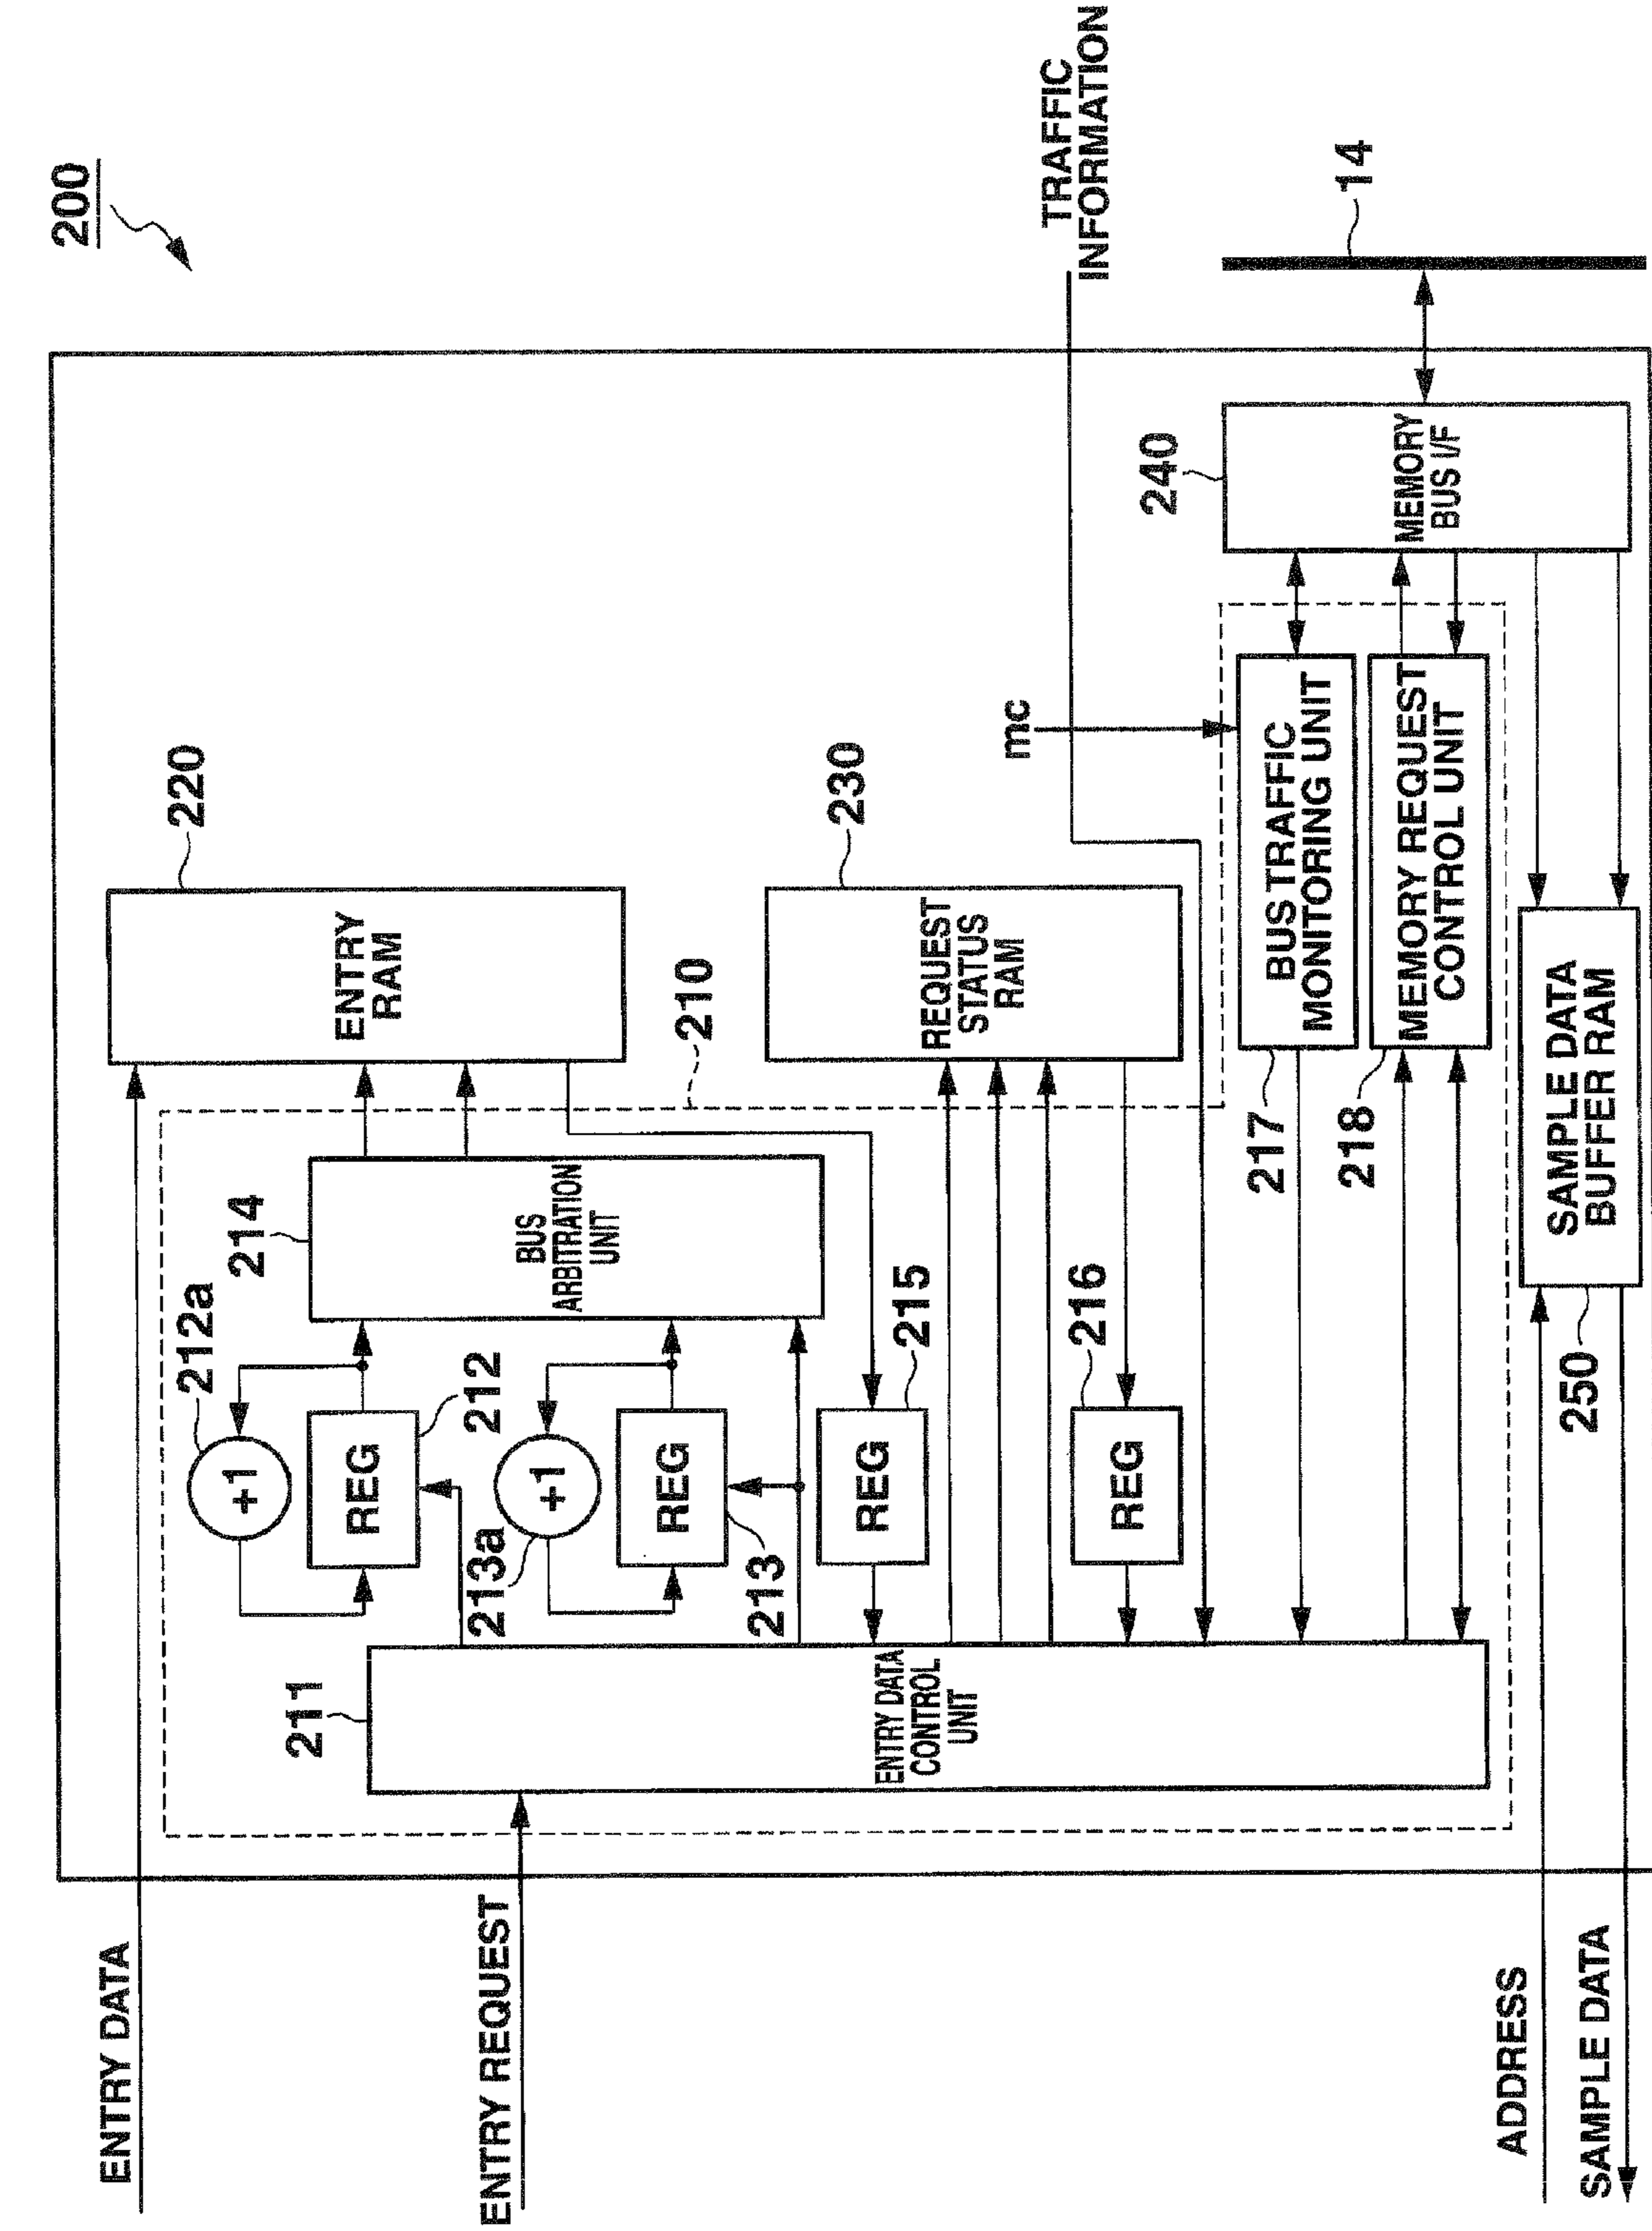 200
TRAFFIC
INFORMATION
14
ENTRY DATA
ENTRY REQUEST
ADDRESS
SAMPLE DATA
220
ENTRY
RAM
230
REQUEST
STATUS
RAM
210
214
BUS
ARBITRATION
UNIT
212a
+1
REG
212
213a
+1
REG
213
215
REG
216
REG
211
ENTRY DATA
CONTROL
UNIT
mc
217
BUS TRAFFIC
MONITORING UNIT
218
MEMORY REQUEST
CONTROL UNIT
240
MEMORY
BUS I/F
250
SAMPLE DATA
BUFFER RAM